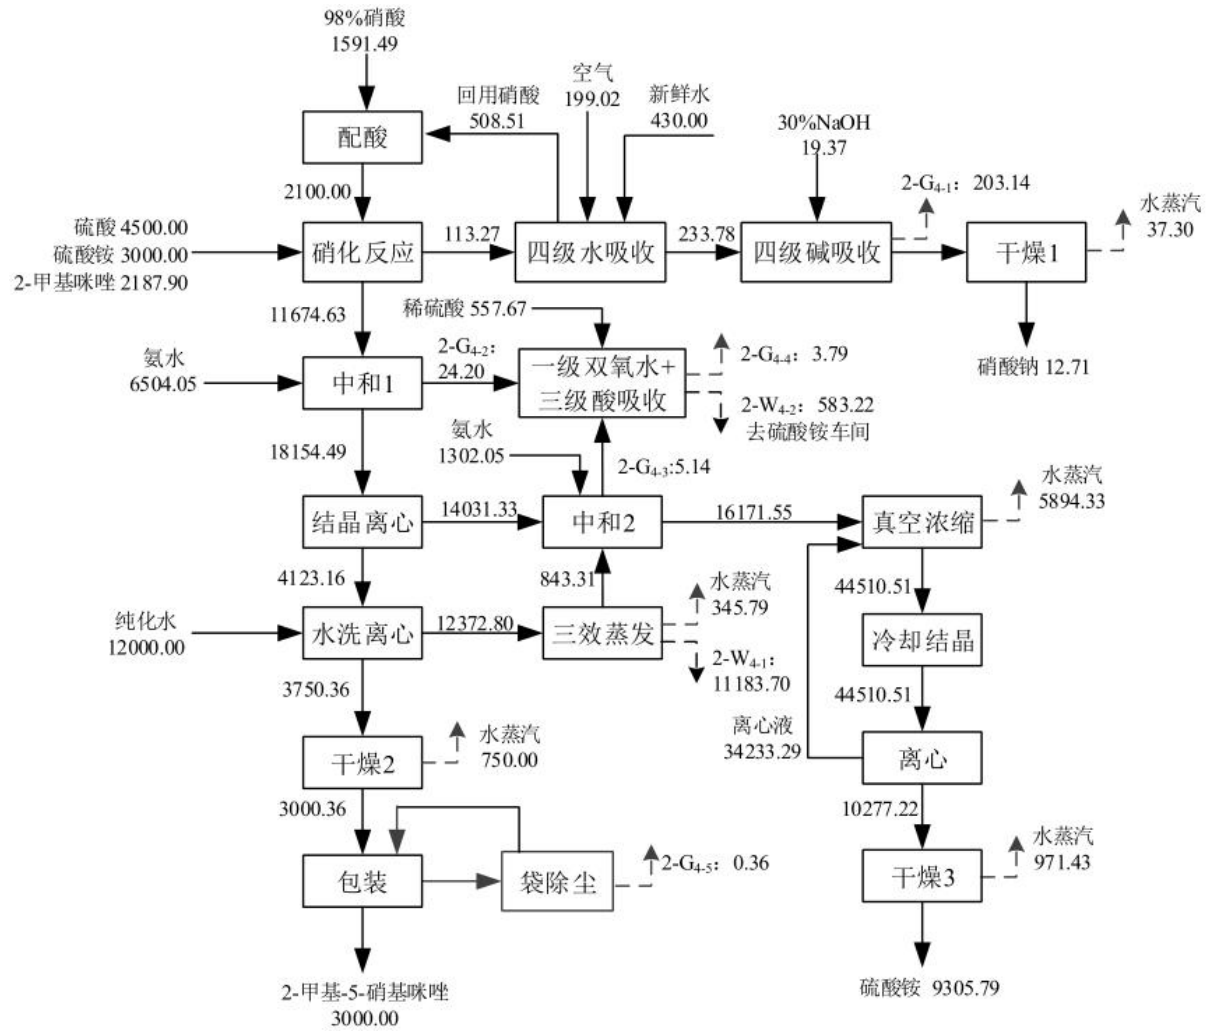 98%硝酸
1591.49
空气
199.02
回用硝酸
508.51
新鲜水
430.00
30%NaOH
19.37
配酸
2100.00
2-G4-1：203.14
水蒸汽
37.30
硫酸 4500.00
硫酸铵 3000.00
2-甲基咪唑 2187.90
硝化反应
113.27
四级水吸收
233.78
四级碱吸收
干燥1
11674.63
稀硫酸 557.67
硝酸钠 12.71
氨水
6504.05
中和1
2-G4-2：
24.20
一级双氧水+
三级酸吸收
2-G4-4：3.79
2-W4-2：583.22
去硫酸铵车间
18154.49
氨水
1302.05
2-G4-3:5.14
水蒸汽
5894.33
结晶离心
14031.33
中和2
16171.55
真空浓缩
4123.16
843.31
水蒸汽
345.79
44510.51
纯化水
12000.00
水洗离心
12372.80
三效蒸发
冷却结晶
2-W4-1：
11183.70
3750.36
44510.51
离心液
34233.29
水蒸汽
750.00
干燥2
离心
3000.36
10277.22
水蒸汽
971.43
包装
袋除尘
2-G4-5：0.36
干燥3
2-甲基-5-硝基咪唑
3000.00
硫酸铵 9305.79